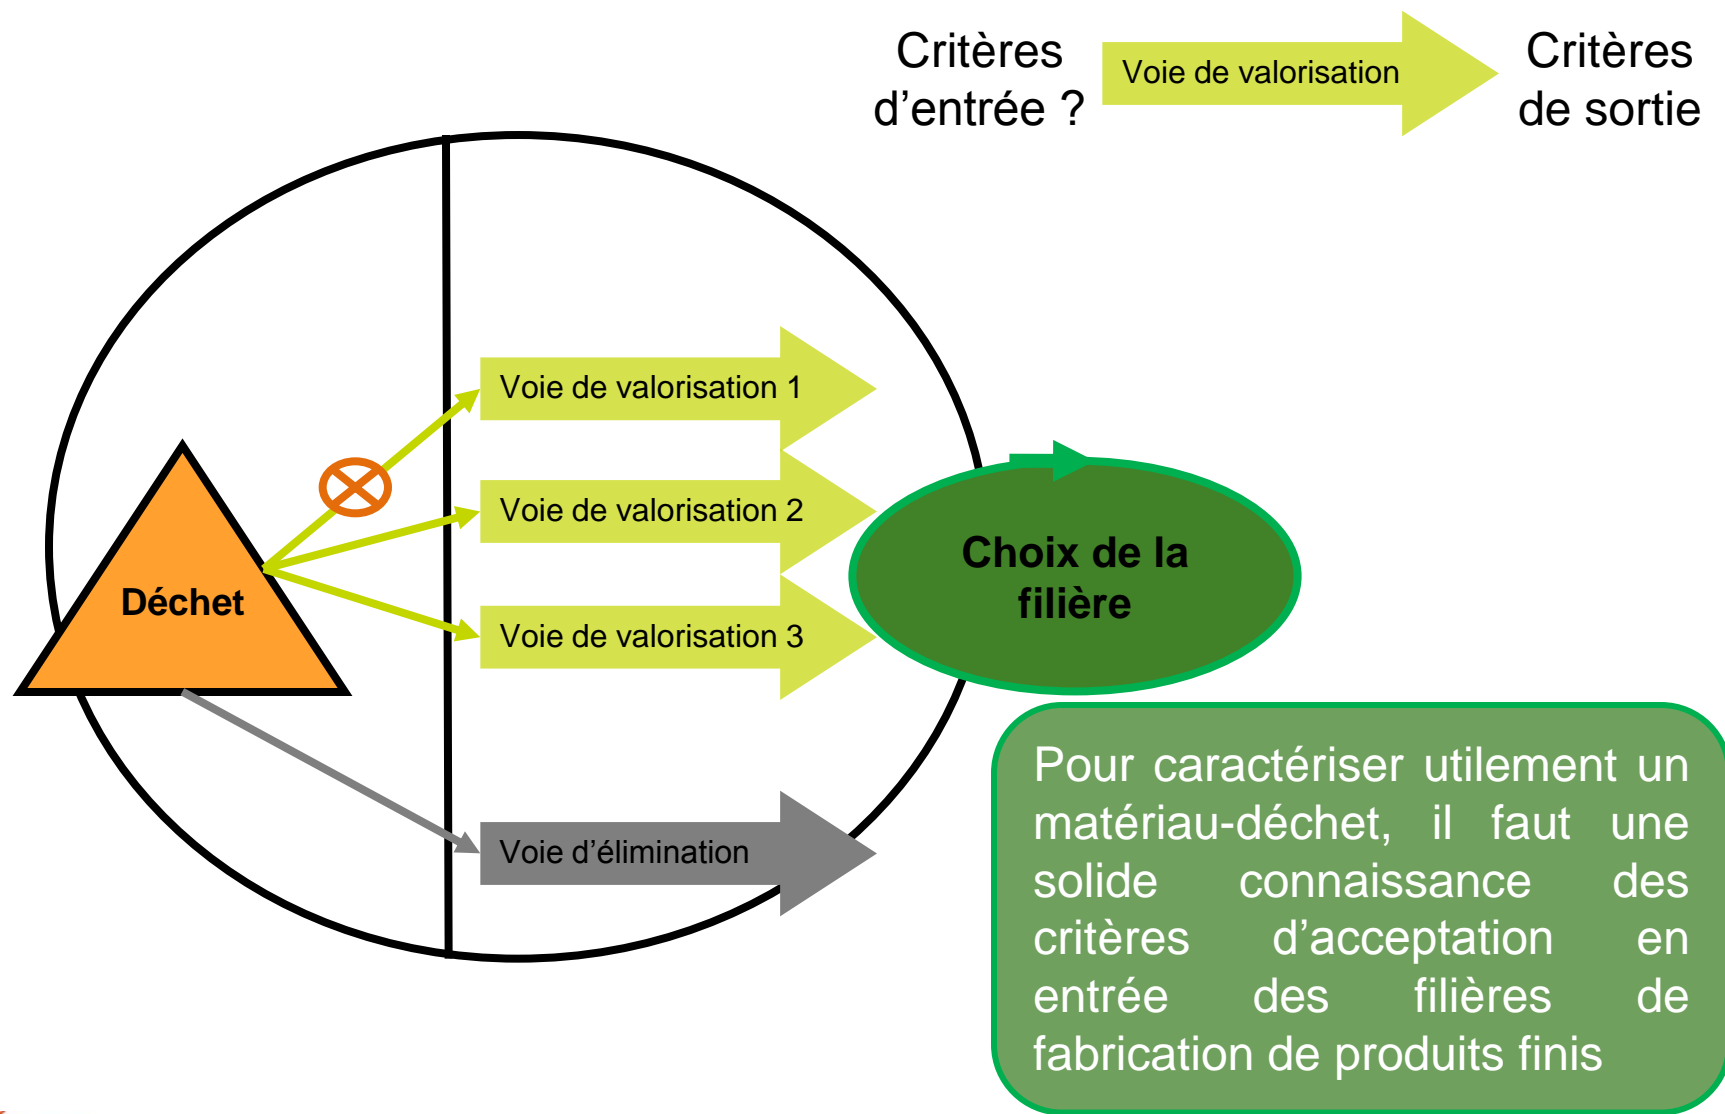 Critères
d’entrée ?
Voie de valorisation
Critères
de sortie
Voie de valorisation 1
Voie de valorisation 2
Voie de valorisation 3
Déchet
Choix de la
filière
Voie d’élimination
Pour caractériser utilement un
matériau-déchet, il faut une
solide connaissance des
critères d’acceptation en
entrée des filières de
fabrication de produits finis